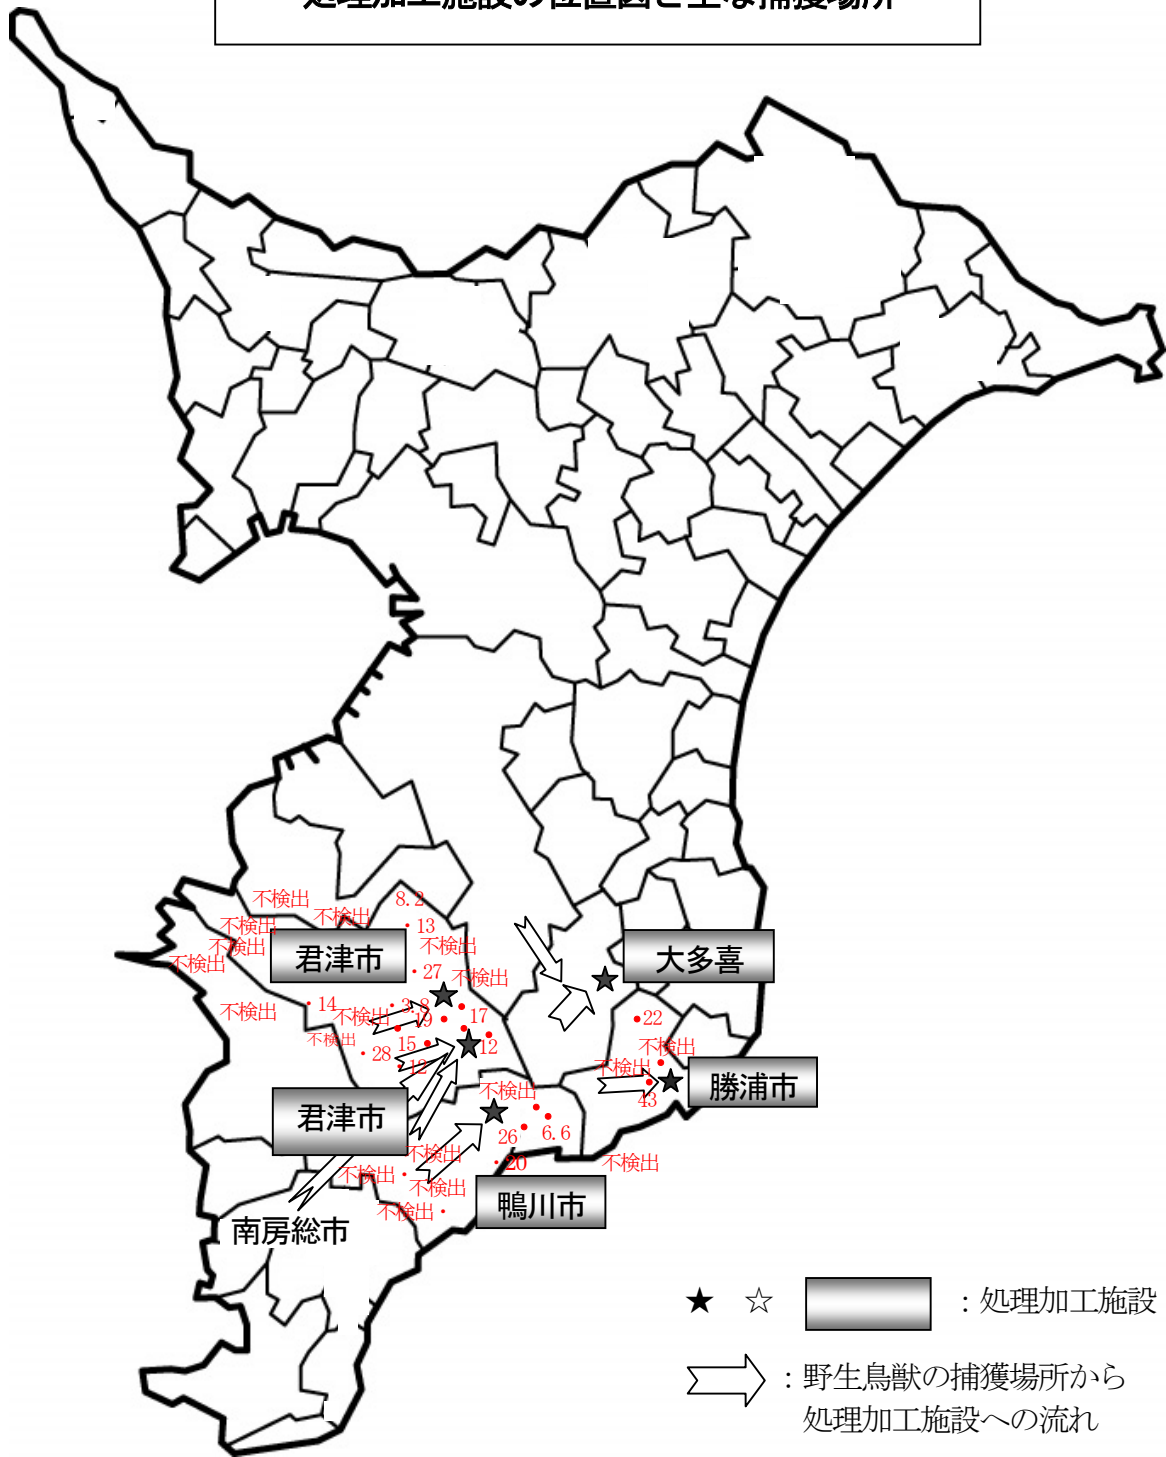 処理加工施設の位置図と主な捕獲場所
不検出
8.2
不検出
不検出
13
不検出
不検出
不検出
君津市
大多喜
27
不検出
14
3.8
不検出
不検出
19
17
22
15
12
不検出
不検出
28
12
不検出
勝浦市
43
君津市
不検出
26
6.6
不検出
20
不検出
不検出
不検出
鴨川市
不検出
南房総市
★ ☆ : 処理加工施設
: 野生鳥獣の捕獲場所から
処理加工施設への流れ